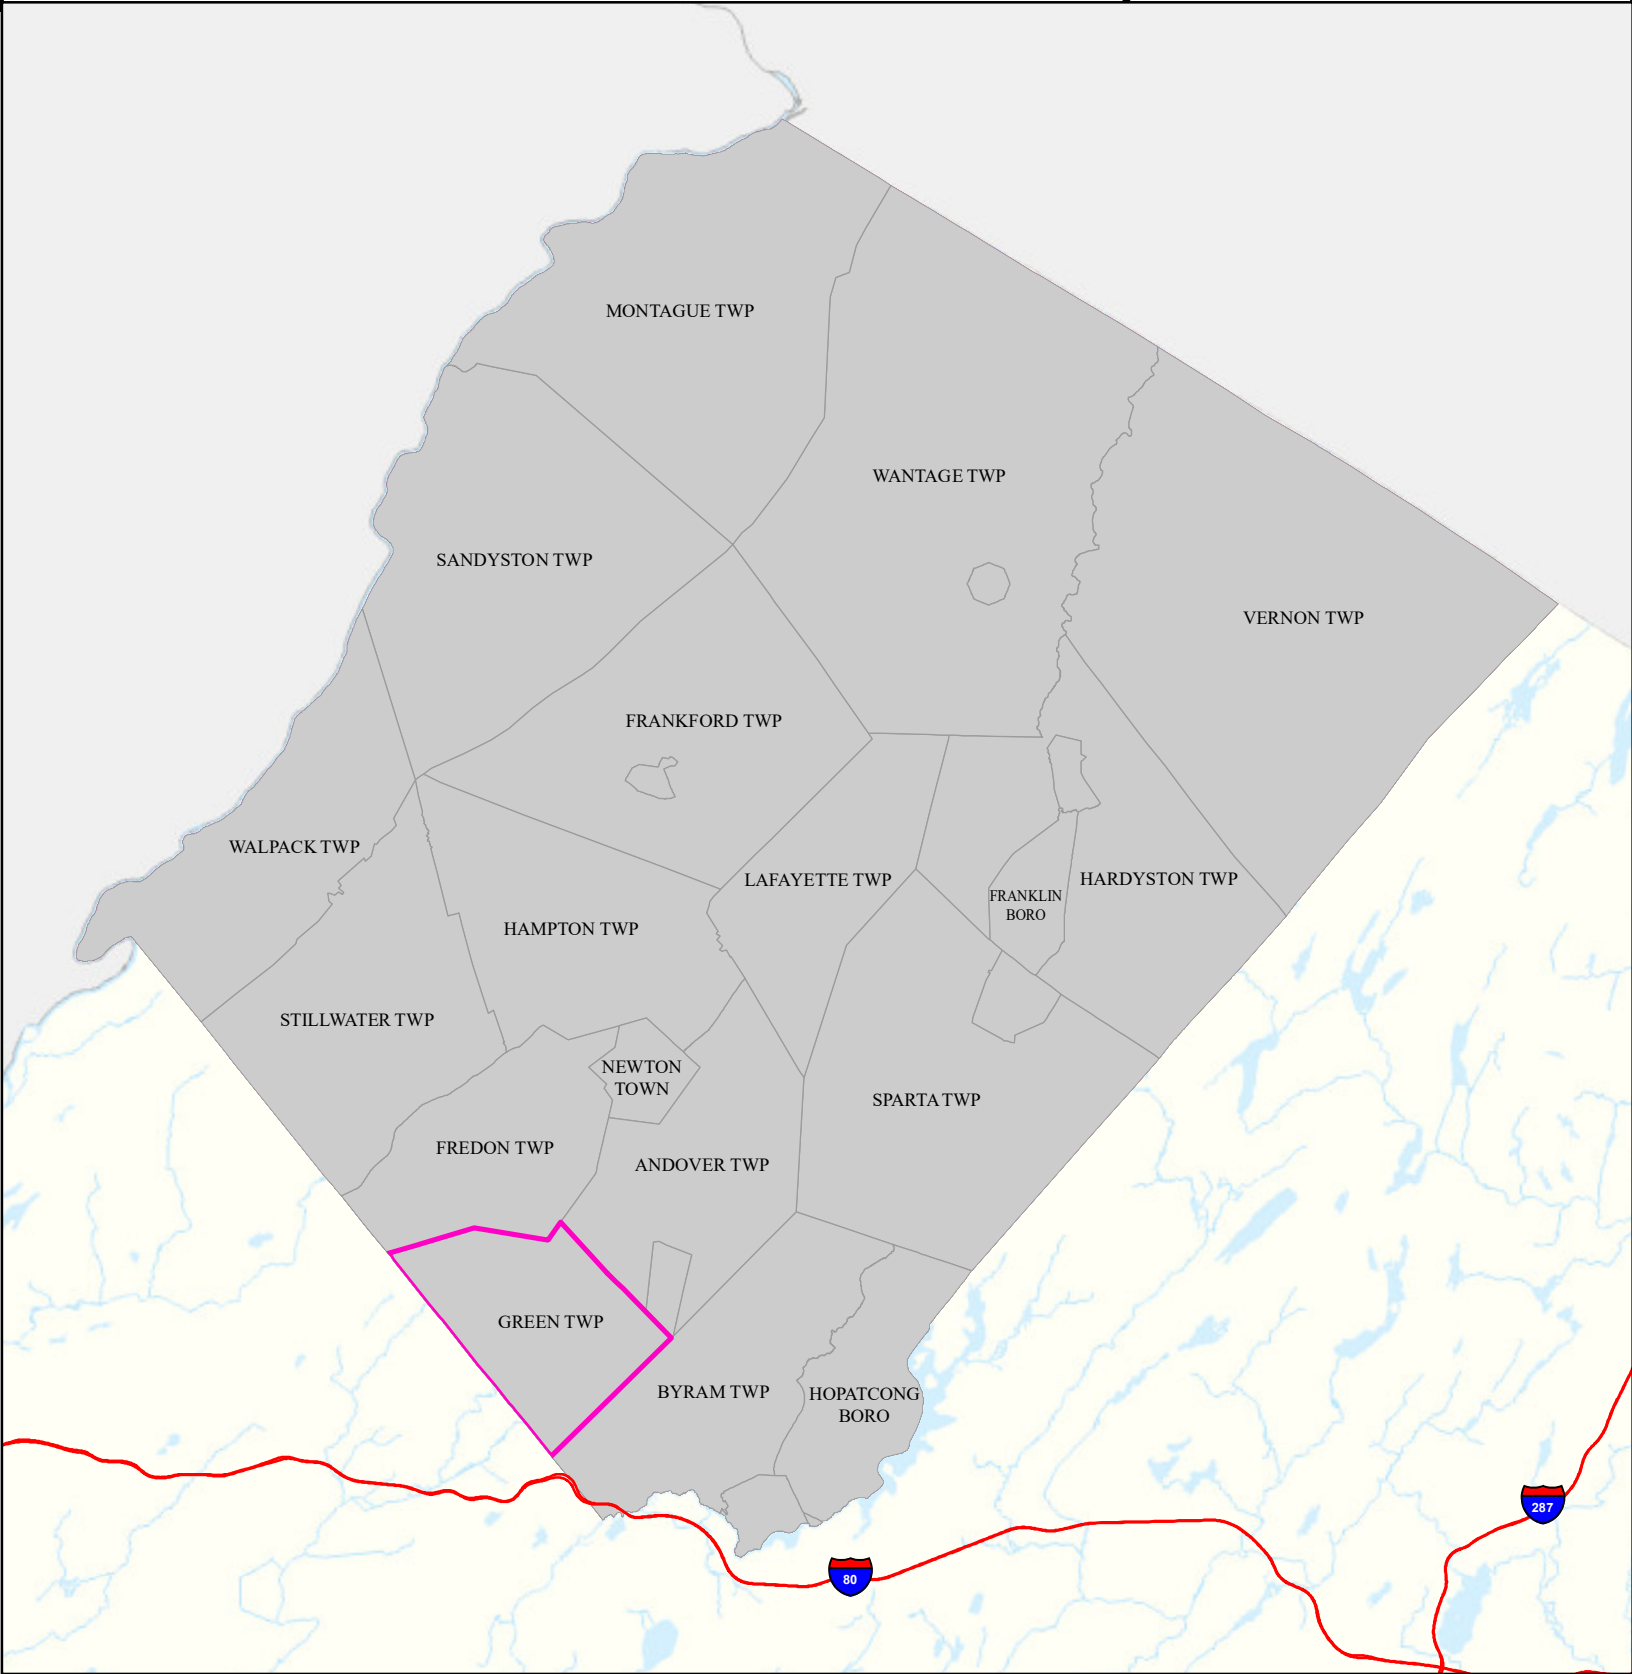 MONTAGUE TWP
WANTAGE TWP
SANDYSTON TWP
VERNON TWP
FRANKFORD TWP
WALPACK TWP
LAFAYETTE TWP
HARDYSTON TWP
FRANKLIN
BORO
HAMPTON TWP
STILLWATER TWP
NEWTON
TOWN
SPARTA TWP
FREDON TWP
ANDOVER TWP
GREEN TWP
BYRAM TWP
HOPATCONG
BORO
287
80